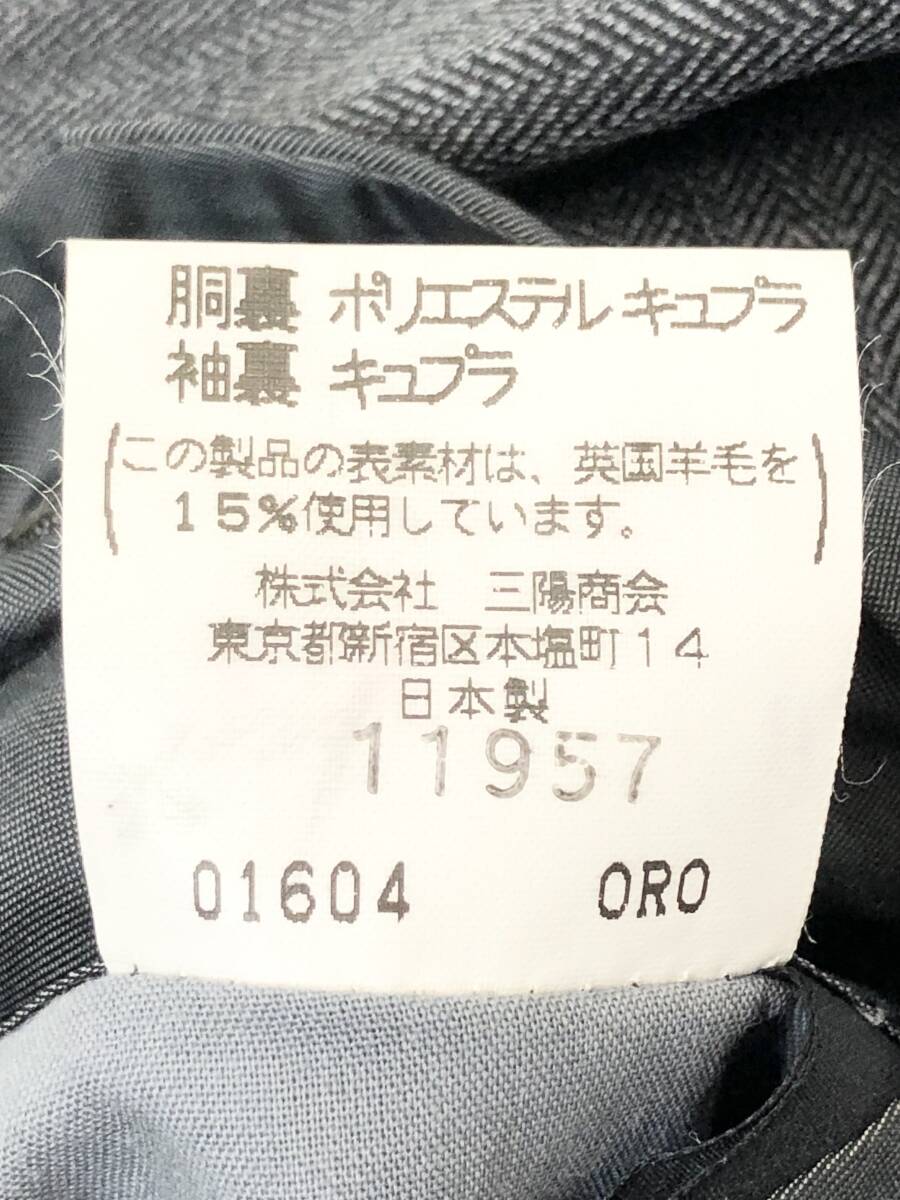 胴裏 ポリエステル キュプラ
袖裏 キュプラ
(この製品の表素材は、英国羊毛を
15%使用しています。)
株式会社 三陽商会
東京都新宿区本塩町14
日本製
11957
01604 ORO